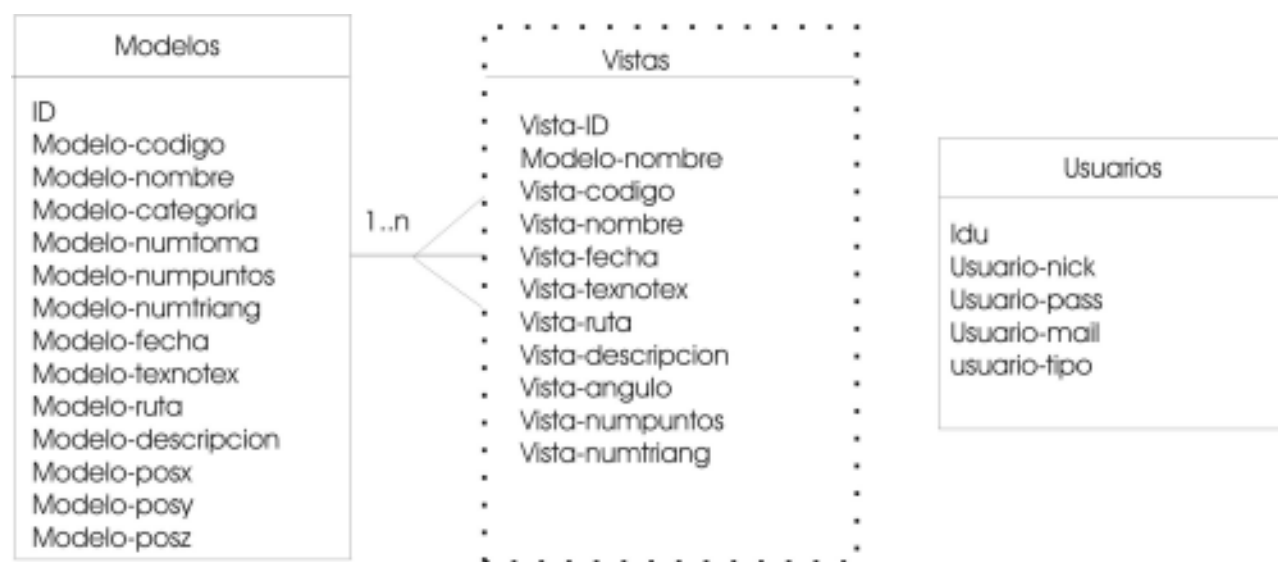 Modelos
ID
Modelo-codigo
Modelo-nombre
Modelo-categoria
Modelo-numtoma
Modelo-numpuntos
Modelo-numtriang
Modelo-fecha
Modelo-texnotex
Modelo-ruta
Modelo-descripcion
Modelo-posx
Modelo-posy
Modelo-posz
1..n
Vistas
Vista-ID
Modelo-nombre
Vista-codigo
Vista-nombre
Vista-fecha
Vista-texnotex
Vista-ruta
Vista-descripcion
Vista-angulo
Vista-numpuntos
Vista-numtriang
Usuarios
Idu
Usuario-nick
Usuario-pass
Usuario-mail
usuario-tipo